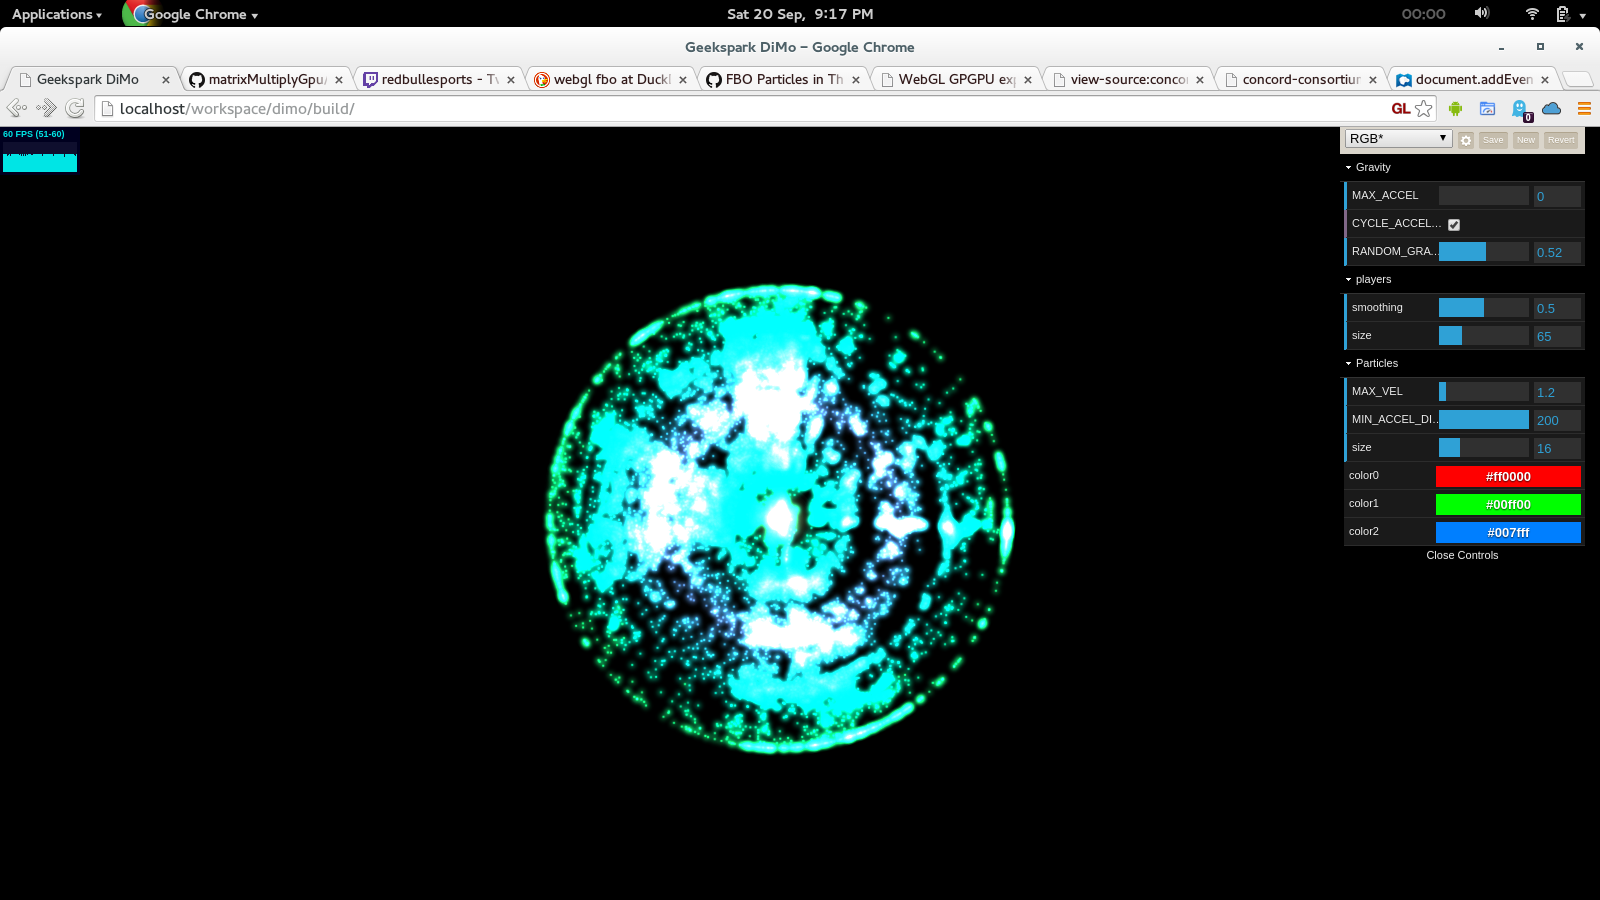 Applications Google Chrome Sat 20 Sep, 9:17 PM 00:00
Geekspark DiMo - Google Chrome
Geekspark DiMo matrixMultiplyGpu redbullesports - Tv webgl fbo at Duckl FBO Particles in Th WebGL GPGPU exp view-source:conco concord-consortiur document.addEven
localhost/workspace/dimo/build/ GL 0
60 FPS (51-60)
RGB* Save New Revert
Gravity
MAX_ACCEL 0
CYCLE_ACCEL...
RANDOM_GRA... 0.52
players
smoothing 0.5
size 65
Particles
MAX_VEL 1.2
MIN_ACCEL_DI... 200
size 16
color0 #ff0000
color1 #00ff00
color2 #007fff
Close Controls